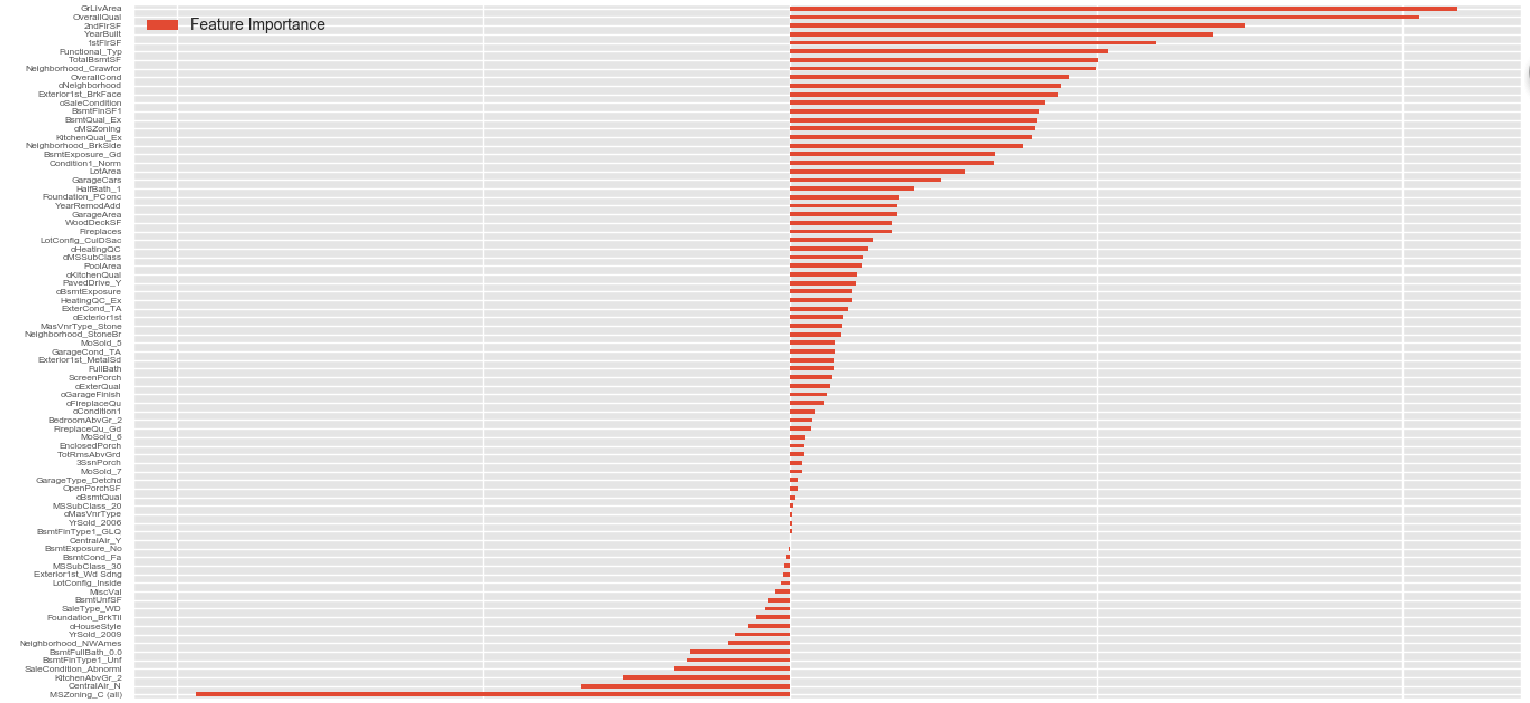 GrLivArea
Feature Importance
OverallQual
2ndFlrSF
YearBuilt
1stFlrSF
Functional_Typ
TotalBsmtSF
Neighborhood_Crawfor
OverallCond
oNeighborhood
Exterior1st_BrkFace
oSaleCondition
BsmtFinSF1
BsmtQual_Ex
oMSZoning
KitchenQual_Ex
Neighborhood_BrkSide
BsmtExposure_Gd
Condition1_Norm
LotArea
GarageCars
HalfBath_1
Foundation_PConc
YearRemodAdd
GarageArea
WoodDeckSF
Fireplaces
LotConfig_CulDSac
oHeatingQC
oMSSubClass
PoolArea
oKitchenQual
PavedDrive_Y
oBsmtExposure
HeatingQC_Ex
ExterCond_TA
oExterior1st
MasVnrType_Stone
Neighborhood_StoneBr
MoSold_5
GarageCond_TA
Exterior1st_MetalSd
FullBath
ScreenPorch
oExterQual
oGarageFinish
oFireplaceQu
oCondition1
BedroomAbvGr_2
FireplaceQu_Gd
MoSold_6
EnclosedPorch
TotRmsAbvGrd
3SsnPorch
MoSold_7
GarageType_Detchd
OpenPorchSF
oBsmtQual
MSSubClass_20
oMasVnrType
YrSold_2006
BsmtFinType1_GLQ
CentralAir_Y
BsmtExposure_No
BsmtCond_Fa
MSSubClass_30
Exterior1st_Wd Sdng
LotConfig_Inside
MiscVal
BsmtUnfSF
SaleType_WD
Foundation_BrkTil
oHouseStyle
YrSold_2009
Neighborhood_NWAmes
BsmtFullBath_0.0
BsmtFinType1_Unf
SaleCondition_Abnorml
KitchenAbvGr_2
CentralAir_N
MSZoning_C (all)